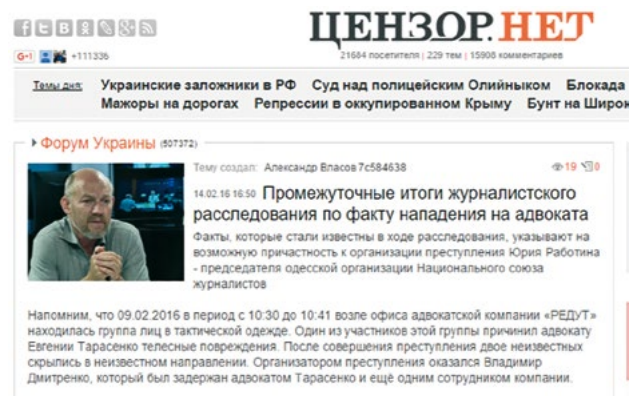 ЦЕНЗОР.НЕТ
G+1 +111335
21684 посетителя | 229 тем | 15908 комментариев
Темы дня: Украинские заложники в РФ Суд над полицейским Олийныком Блокада
Мажоры на дорогах Репрессии в оккупированном Крыму Бунт на Широк
Форум Украины (507372)
Тему создал: Александр Власов 7c584638 19 0
14.02.16 16:50 Промежуточные итоги журналистского
расследования по факту нападения на адвоката
Факты, которые стали известны в ходе расследования, указывают на
возможную причастность к организации преступления Юрия Работина
- председателя одесской организации Национального союза
журналистов
Напомним, что 09.02.2016 в период с 10:30 до 10:41 возле офиса адвокатской компании «РЕДУТ»
находилась группа лиц в тактической одежде. Один из участников этой группы причинил адвокату
Евгении Тарасенко телесные повреждения. После совершения преступления двое неизвестных
скрылись в неизвестном направлении. Организатором преступления оказался Владимир
Дмитренко, который был задержан адвокатом Тарасенко и ещё одним сотрудником компании.